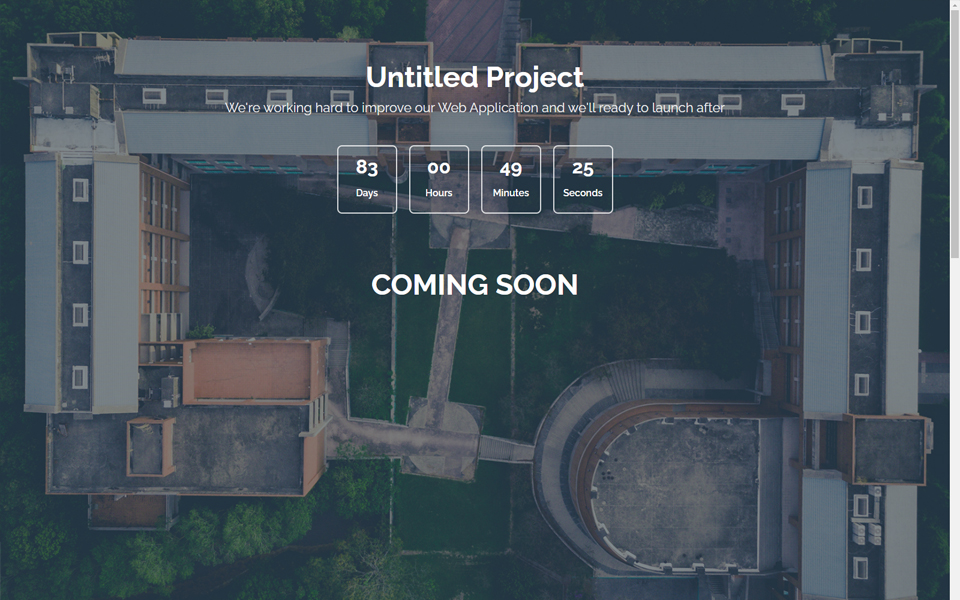 Untitled Project
We're working hard to improve our Web Application and we'll ready to launch after
83 00 49 25
Days Hours Minutes Seconds
COMING SOON